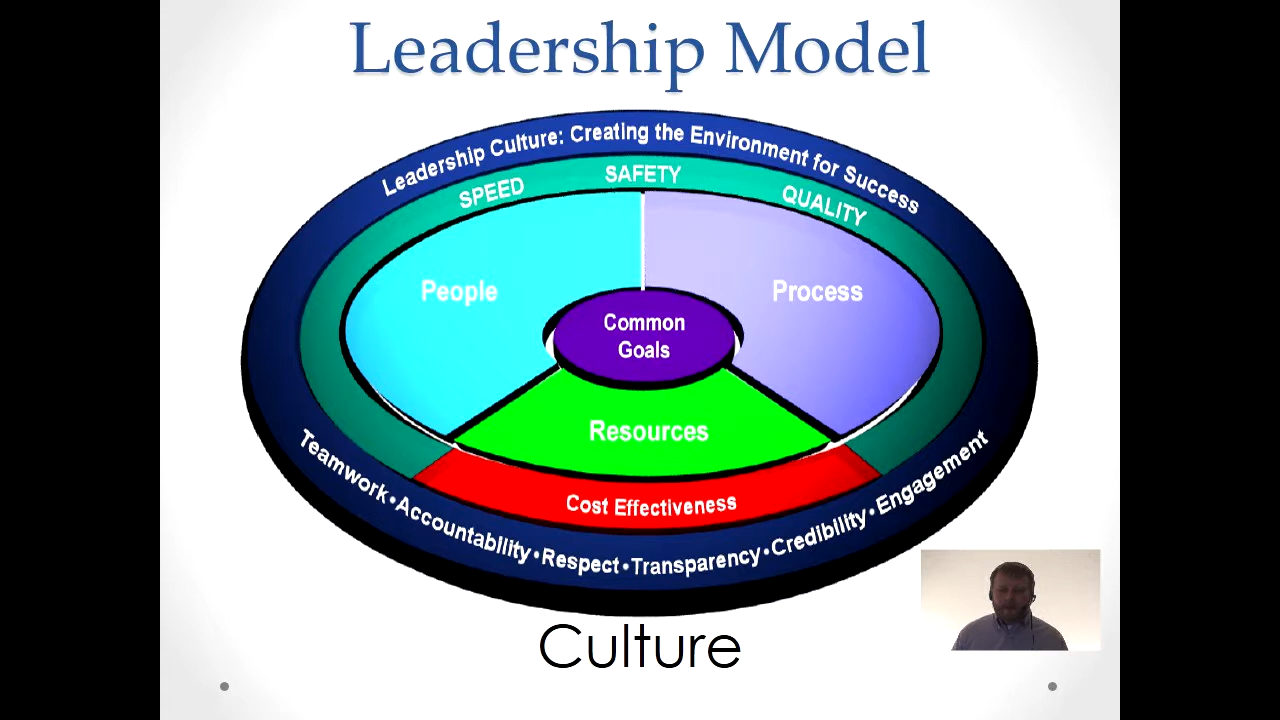 Leadership Model
Leadership Culture: Creating the Environment for Success
SPEED
SAFETY
QUALITY
People
Process
Common
Goals
Resources
Cost Effectiveness
Teamwork•Accountability•Respect•Transparency•Credibility•Engagement
Culture